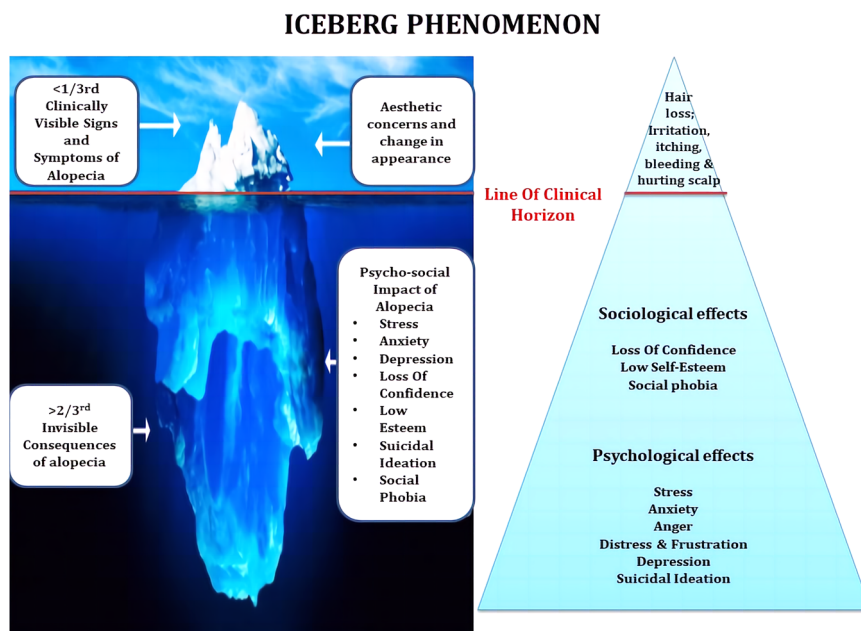 ICEBERG PHENOMENON
<1/3rd
Clinically
Visible Signs
and
Symptoms of
Alopecia
Aesthetic
concerns and
change in
appearance
Line Of Clinical
Horizon
Psycho-social
Impact of
Alopecia
• Stress
• Anxiety
• Depression
• Loss Of
Confidence
• Low
Esteem
• Suicidal
Ideation
• Social
Phobia
>2/3rd
Invisible
Consequences
of alopecia
Hair
loss;
Irritation,
itching,
bleeding &
hurting scalp
Sociological effects
Loss Of Confidence
Low Self-Esteem
Social phobia
Psychological effects
Stress
Anxiety
Anger
Distress & Frustration
Depression
Suicidal Ideation